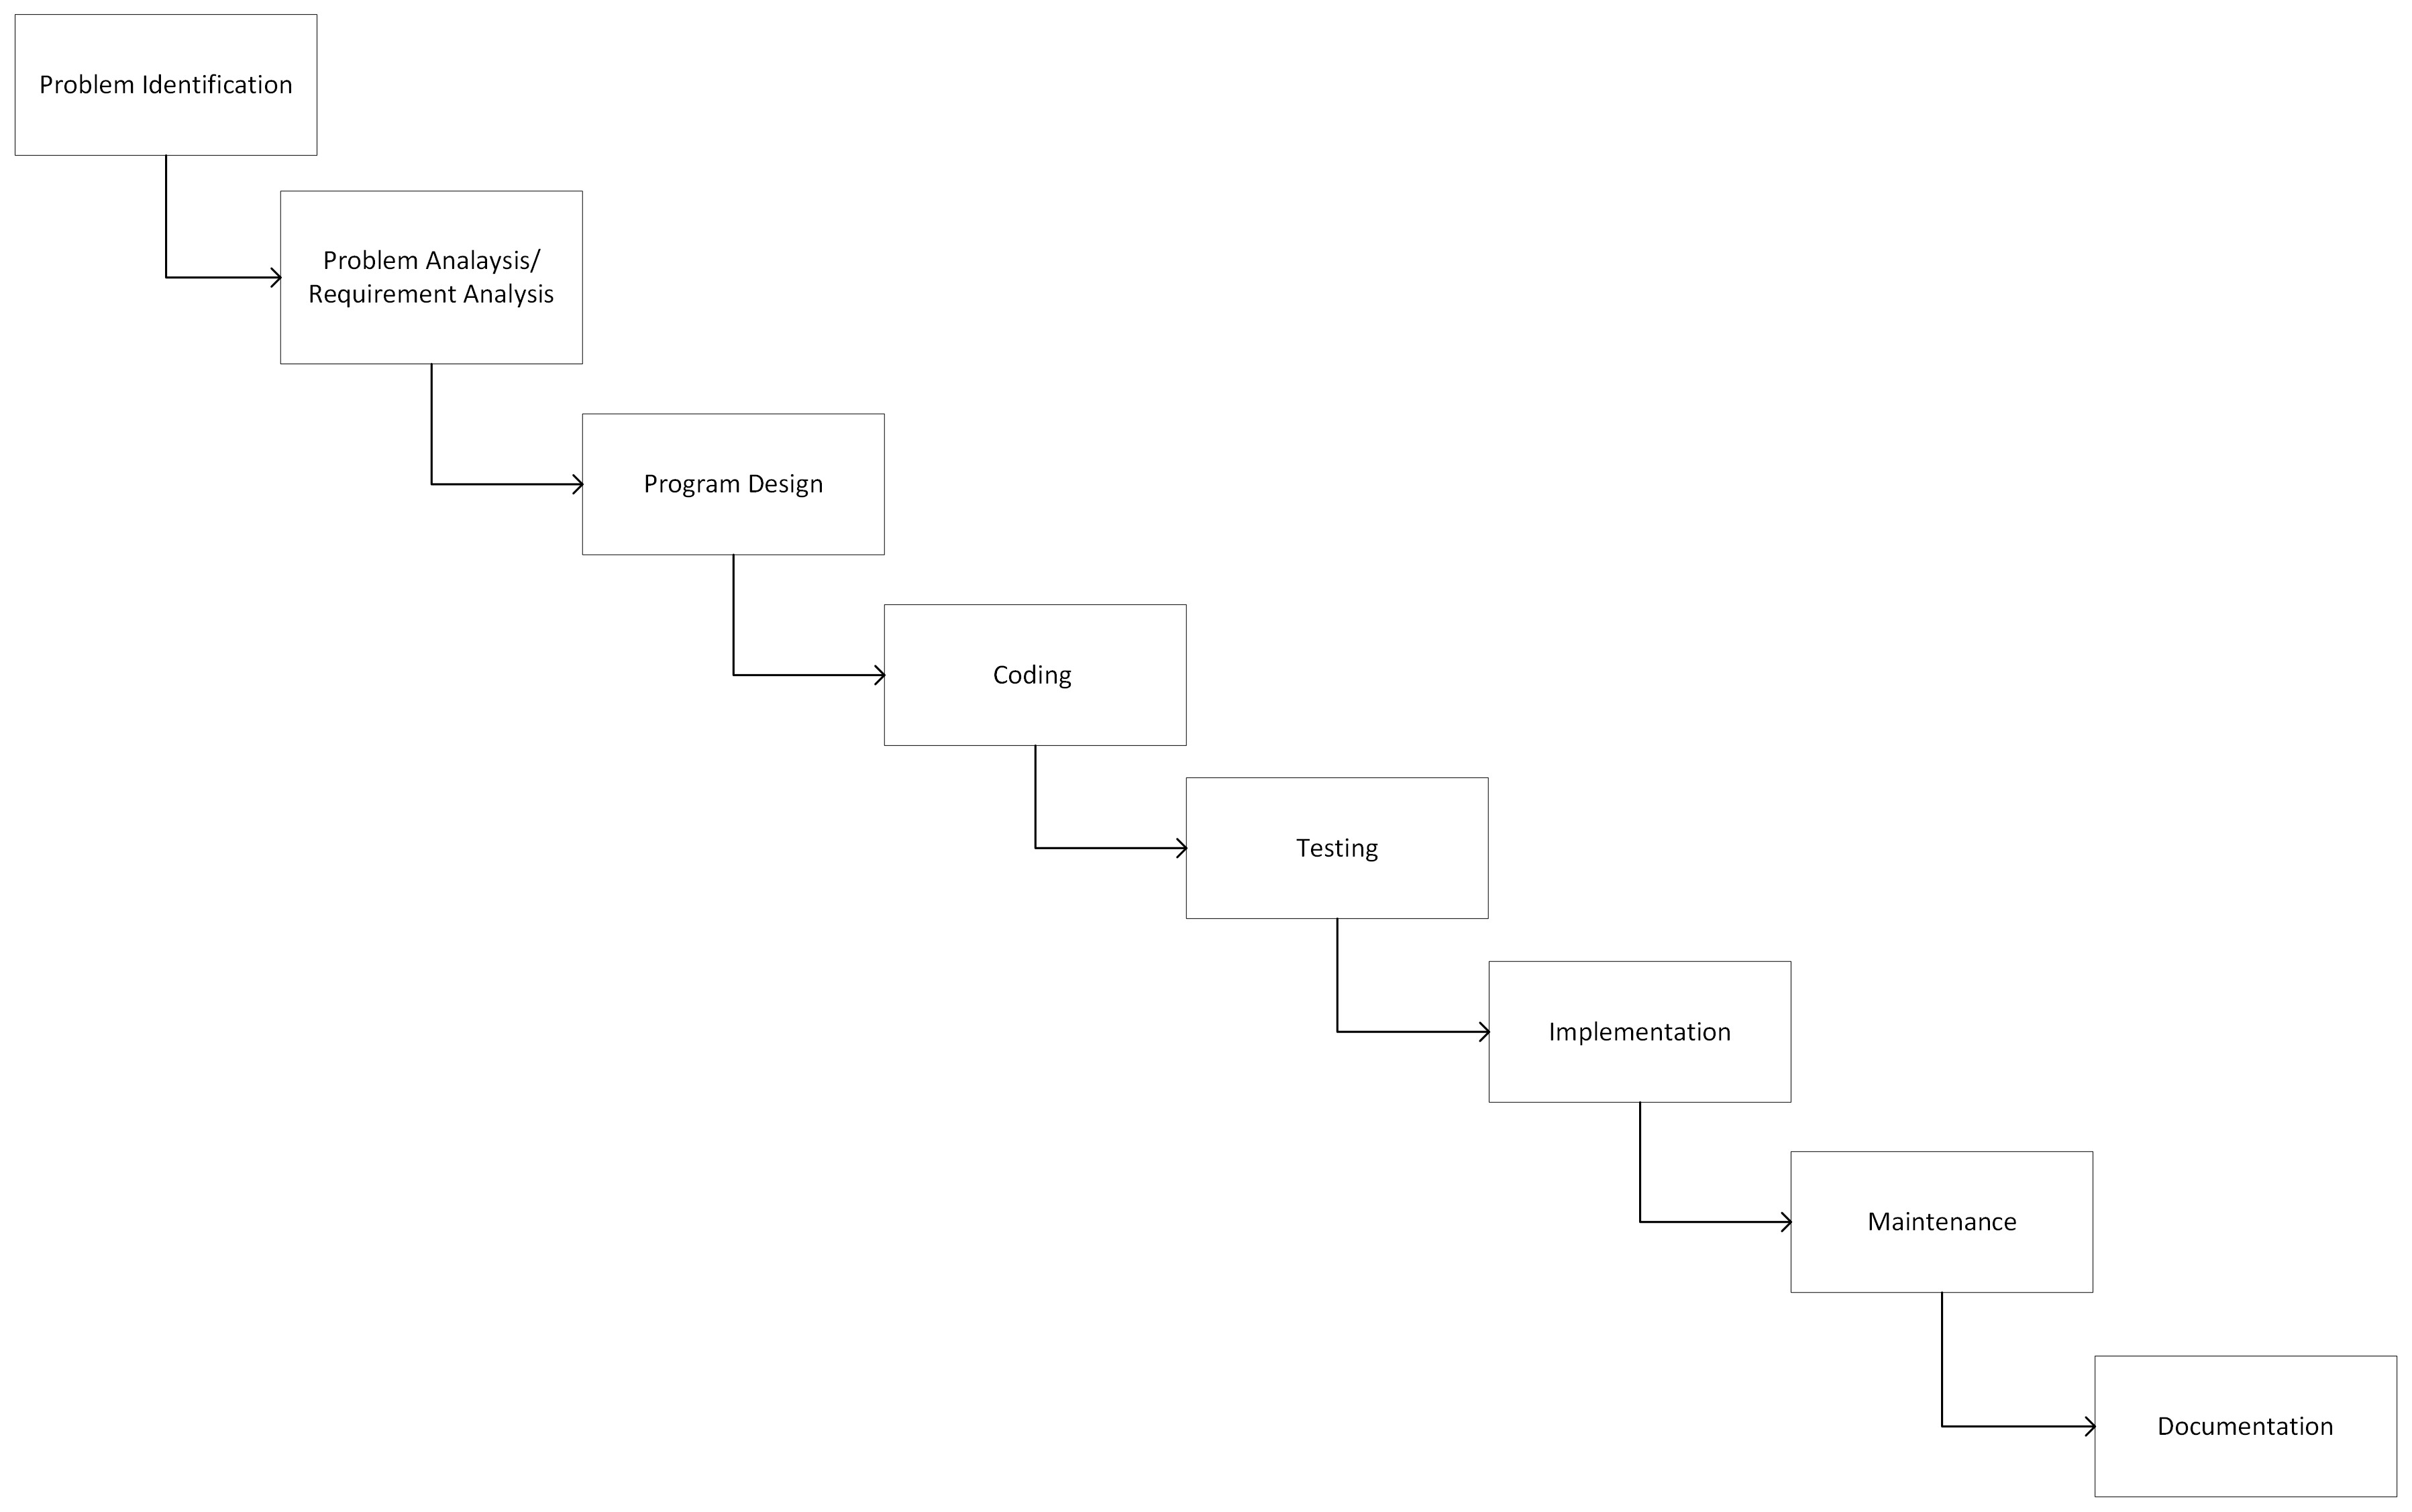 Problem Identification
Problem Analaysis/
Requirement Analysis
Program Design
Coding
Testing
Implementation
Maintenance
Documentation